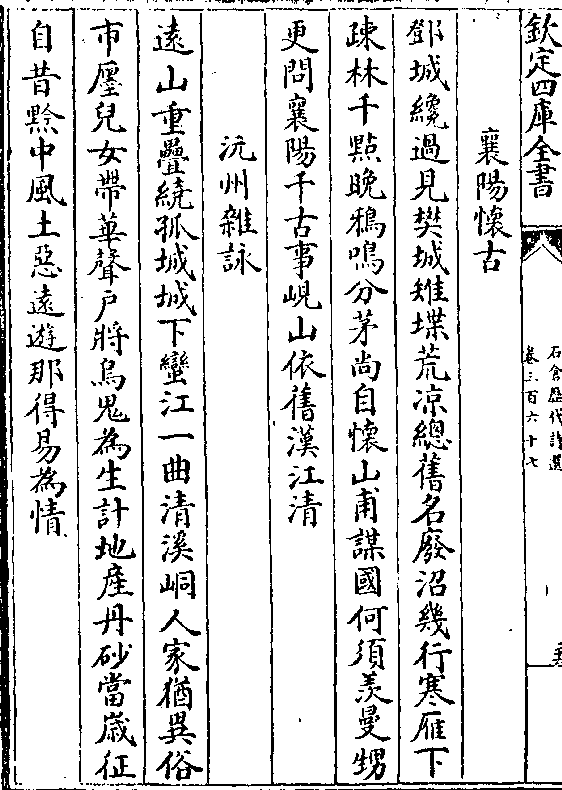 欽定四庫全書
石倉歷代詩選
卷三百六十七
襄陽懷古
鄧城纔過見樊城雉堞荒凉總舊名廢沼幾行寒雁下
疎林千點晚鴉鳴分茅尚自懷山甫謀國何須羡曼甥
更問襄陽千古事峴山依舊漢江清
沅州雜詠
遠山重疊繞孤城城下蠻江一曲清溪峒人家猶異俗
市廛兒女帶華聲戶將烏鬼為生計地産丹砂當歳征
自昔黔中風土惡遠遊那得易為情